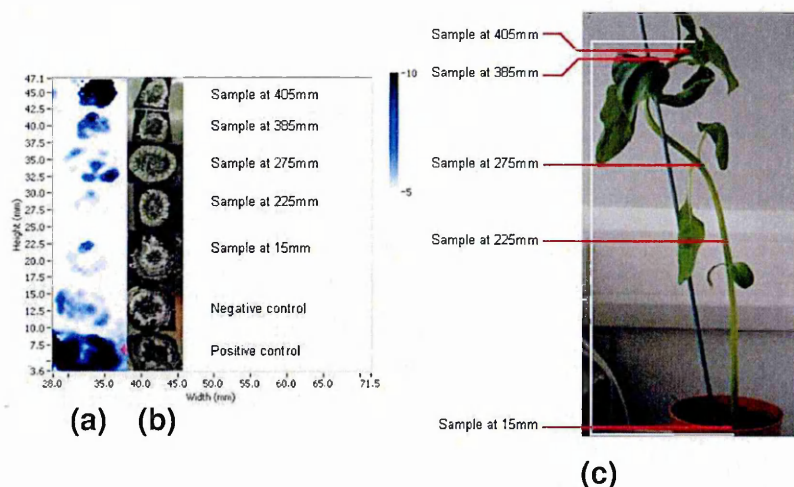 47.1
45.0
42.5
40.0
37.5
35.0
32.5
30.0
27.5
25.0
22.5
20.0
17.5
15.0
12.5
10.0
7.5
3.6
Height (mm)
28.0 35.0 40.0 45.0 50.0 55.0 60.0 65.0 71.5
Width (mm)
Sample at 405mm
Sample at 385mm
Sample at 275mm
Sample at 225mm
Sample at 15mm
Negative control
Positive control
10
5
(a) (b)
Sample at 405mm
Sample at 385mm
Sample at 275mm
Sample at 225mm
Sample at 15mm
(c)